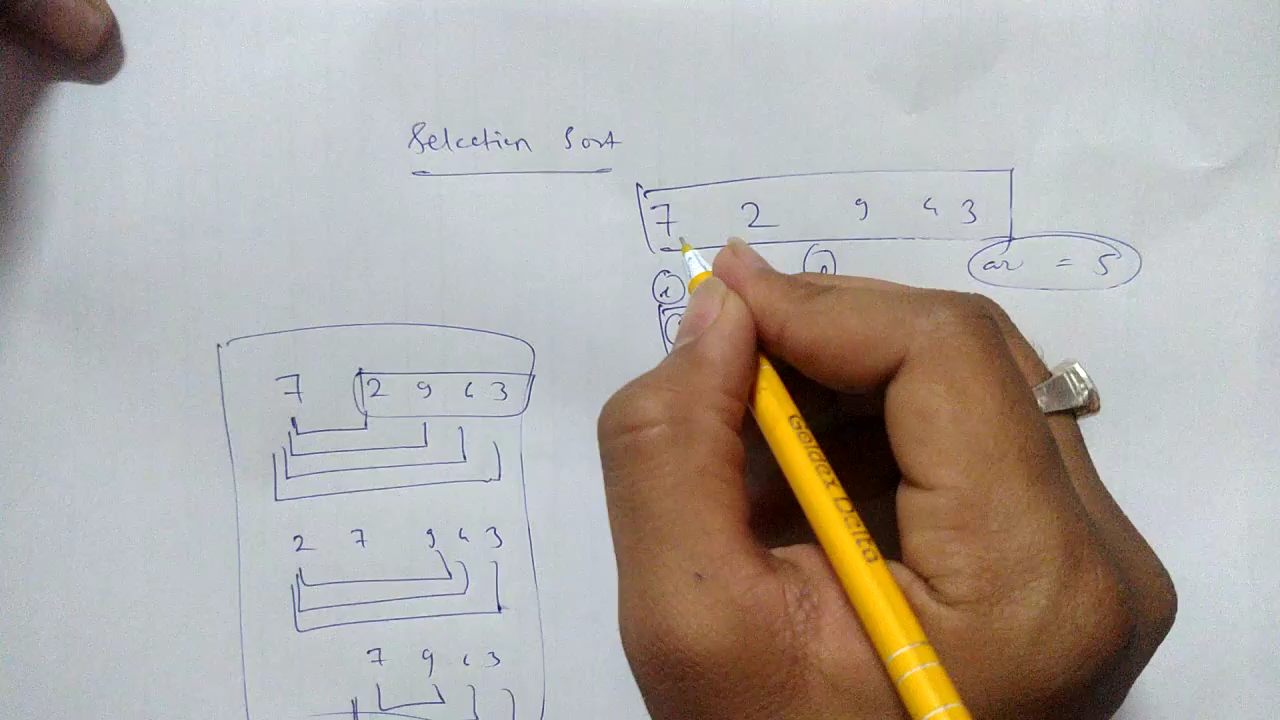 Selection Sort
7 2 9 4 3
ar = 5
i
7 2 9 4 3
2 7 9 4 3
7 9 4 3
Goldex Delta